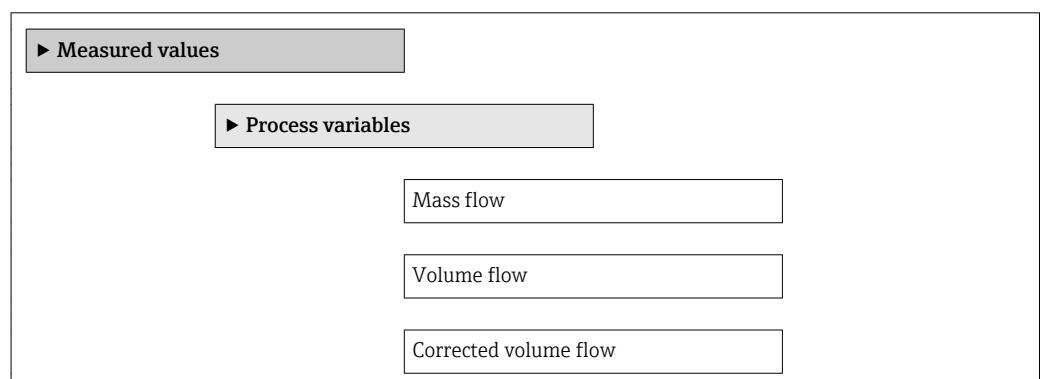 ▶ Measured values
▶ Process variables
Mass flow
Volume flow
Corrected volume flow